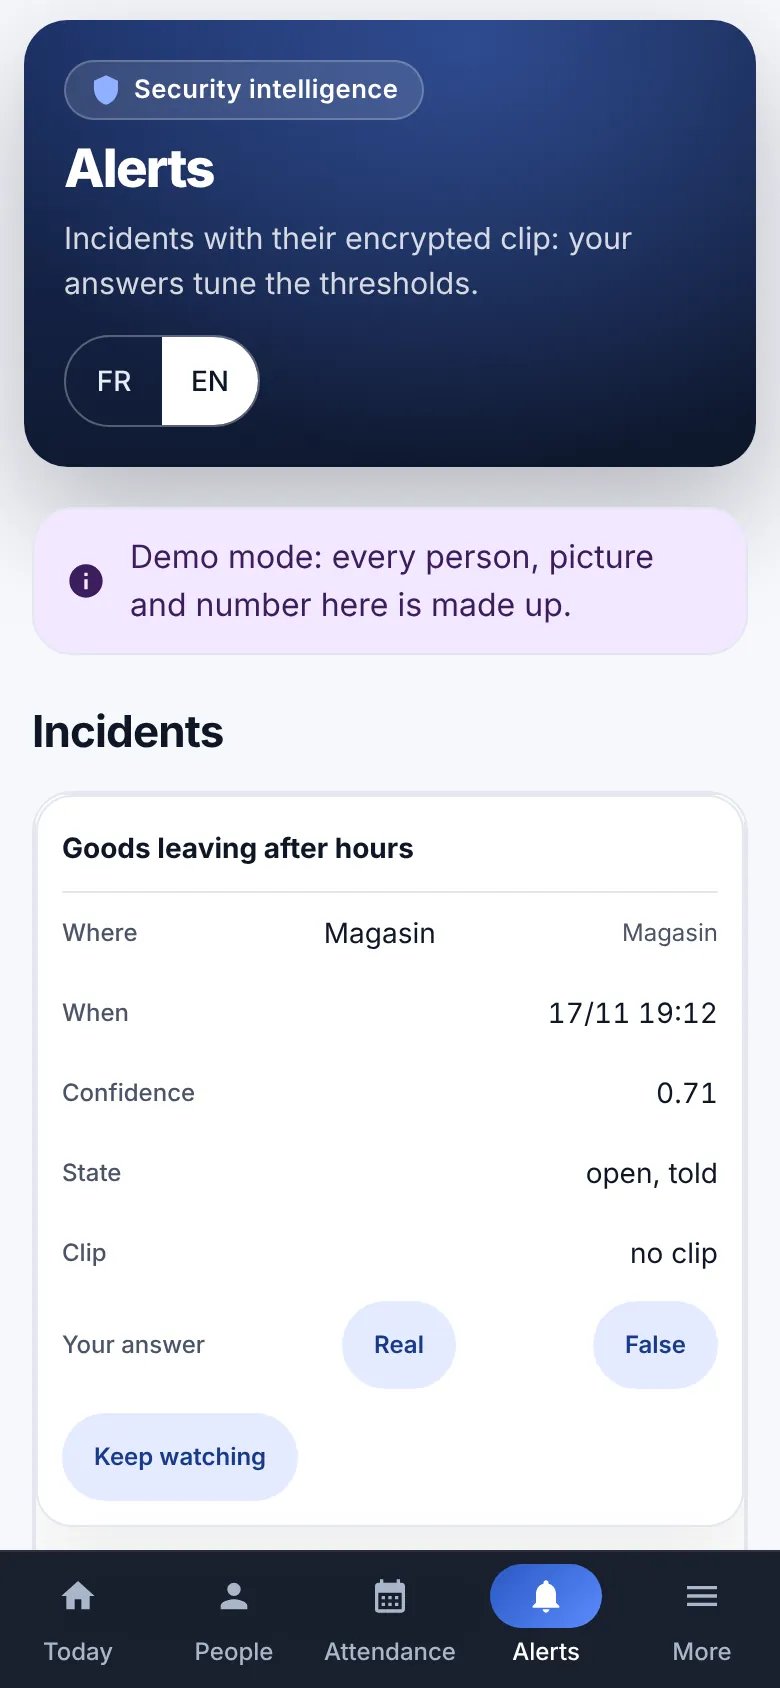 Security intelligence
Alerts
Incidents with their encrypted clip: your
answers tune the thresholds.
FR EN
Demo mode: every person, picture
and number here is made up.
Incidents
Goods leaving after hours
Where Magasin Magasin
When 17/11 19:12
Confidence 0.71
State open, told
Clip no clip
Your answer Real False
Keep watching
Today People Attendance Alerts More